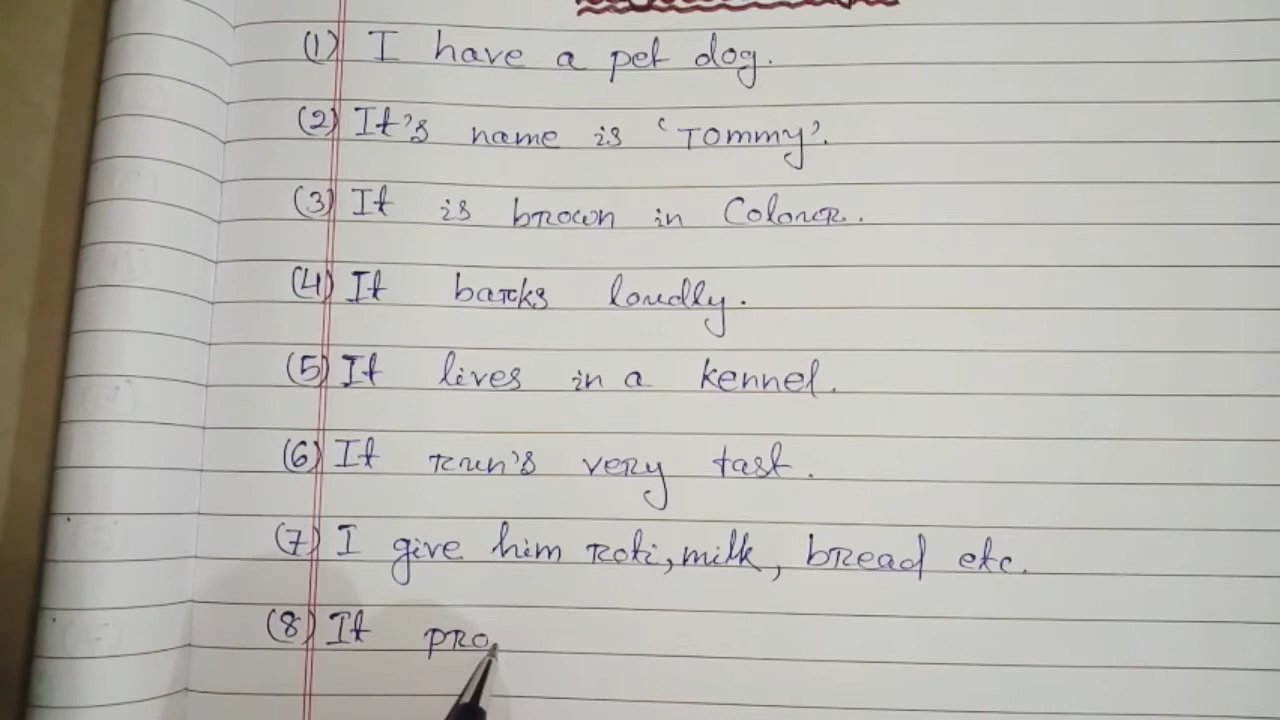 (1) I have a pet dog.
(2) It's name is 'Tommy'.
(3) It is brown in Colour.
(4) It barks loudly.
(5) It lives in a kennel.
(6) It run's very fast.
(7) I give him roti, milk, bread etc.
(8) It pro